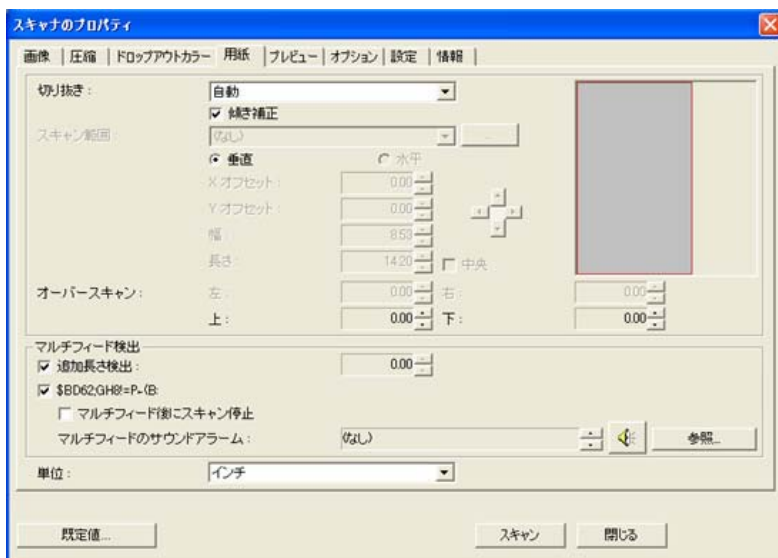 スキャナのプロパティ
画像 圧縮 ドロップアウトカラー 用紙 プレビュー オプション 設定 情報
切り抜き: 自動
傾き補正
スキャン範囲: (なし) ...
垂直 水平
Xオフセット: 0.00
Yオフセット: 0.00
幅: 8.53
長さ: 14.20 中央
オーバースキャン: 左: 0.00 右: 0.00
上: 0.00 下: 0.00
マルチフィード検出
追加長さ検出: 0.00
$BD62;GH8!=P-(B:
マルチフィード後にスキャン停止
マルチフィードのサウンドアラーム: (なし) 参照...
単位: インチ
既定値... スキャン 閉じる